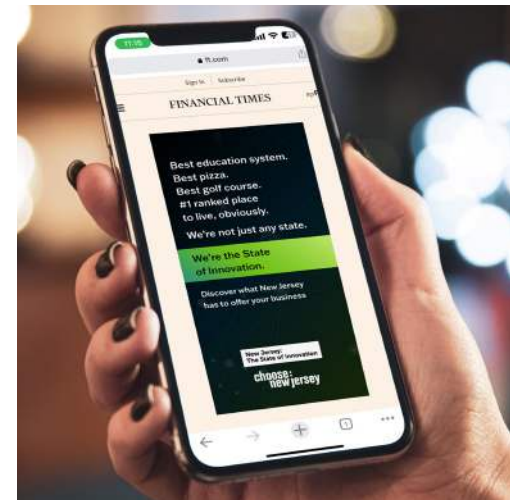 11:15
ft.com
Sign In Subscribe
FINANCIAL TIMES
Best education system.
Best pizza.
Best golf course.
#1 ranked place
to live, obviously.
We're not just any state.
We're the State
of Innovation.
Discover what New Jersey
has to offer your business
New Jersey:
The State of Innovation
choose:
new jersey
1